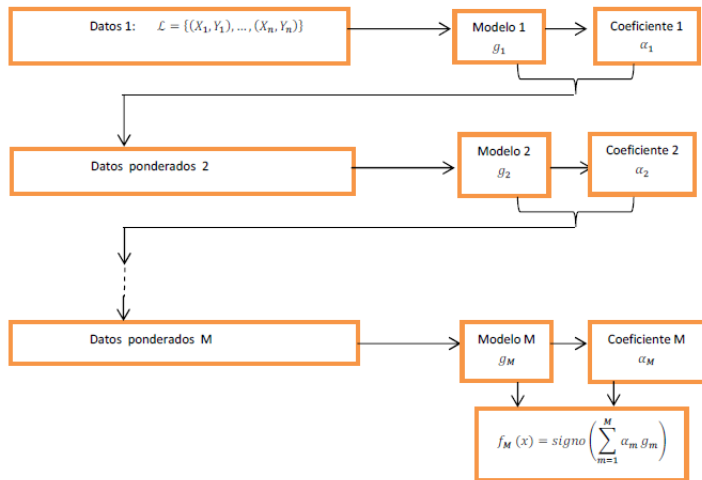 Datos 1: ℒ = {(X₁, Y₁), … , (Xₙ, Yₙ)}
Modelo 1
g₁
Coeficiente 1
α₁
Datos ponderados 2
Modelo 2
g₂
Coeficiente 2
α₂
Datos ponderados M
Modelo M
g_M
Coeficiente M
α_M
f_M (x) = signo ( ∑_{m=1}^{M} α_m g_m )